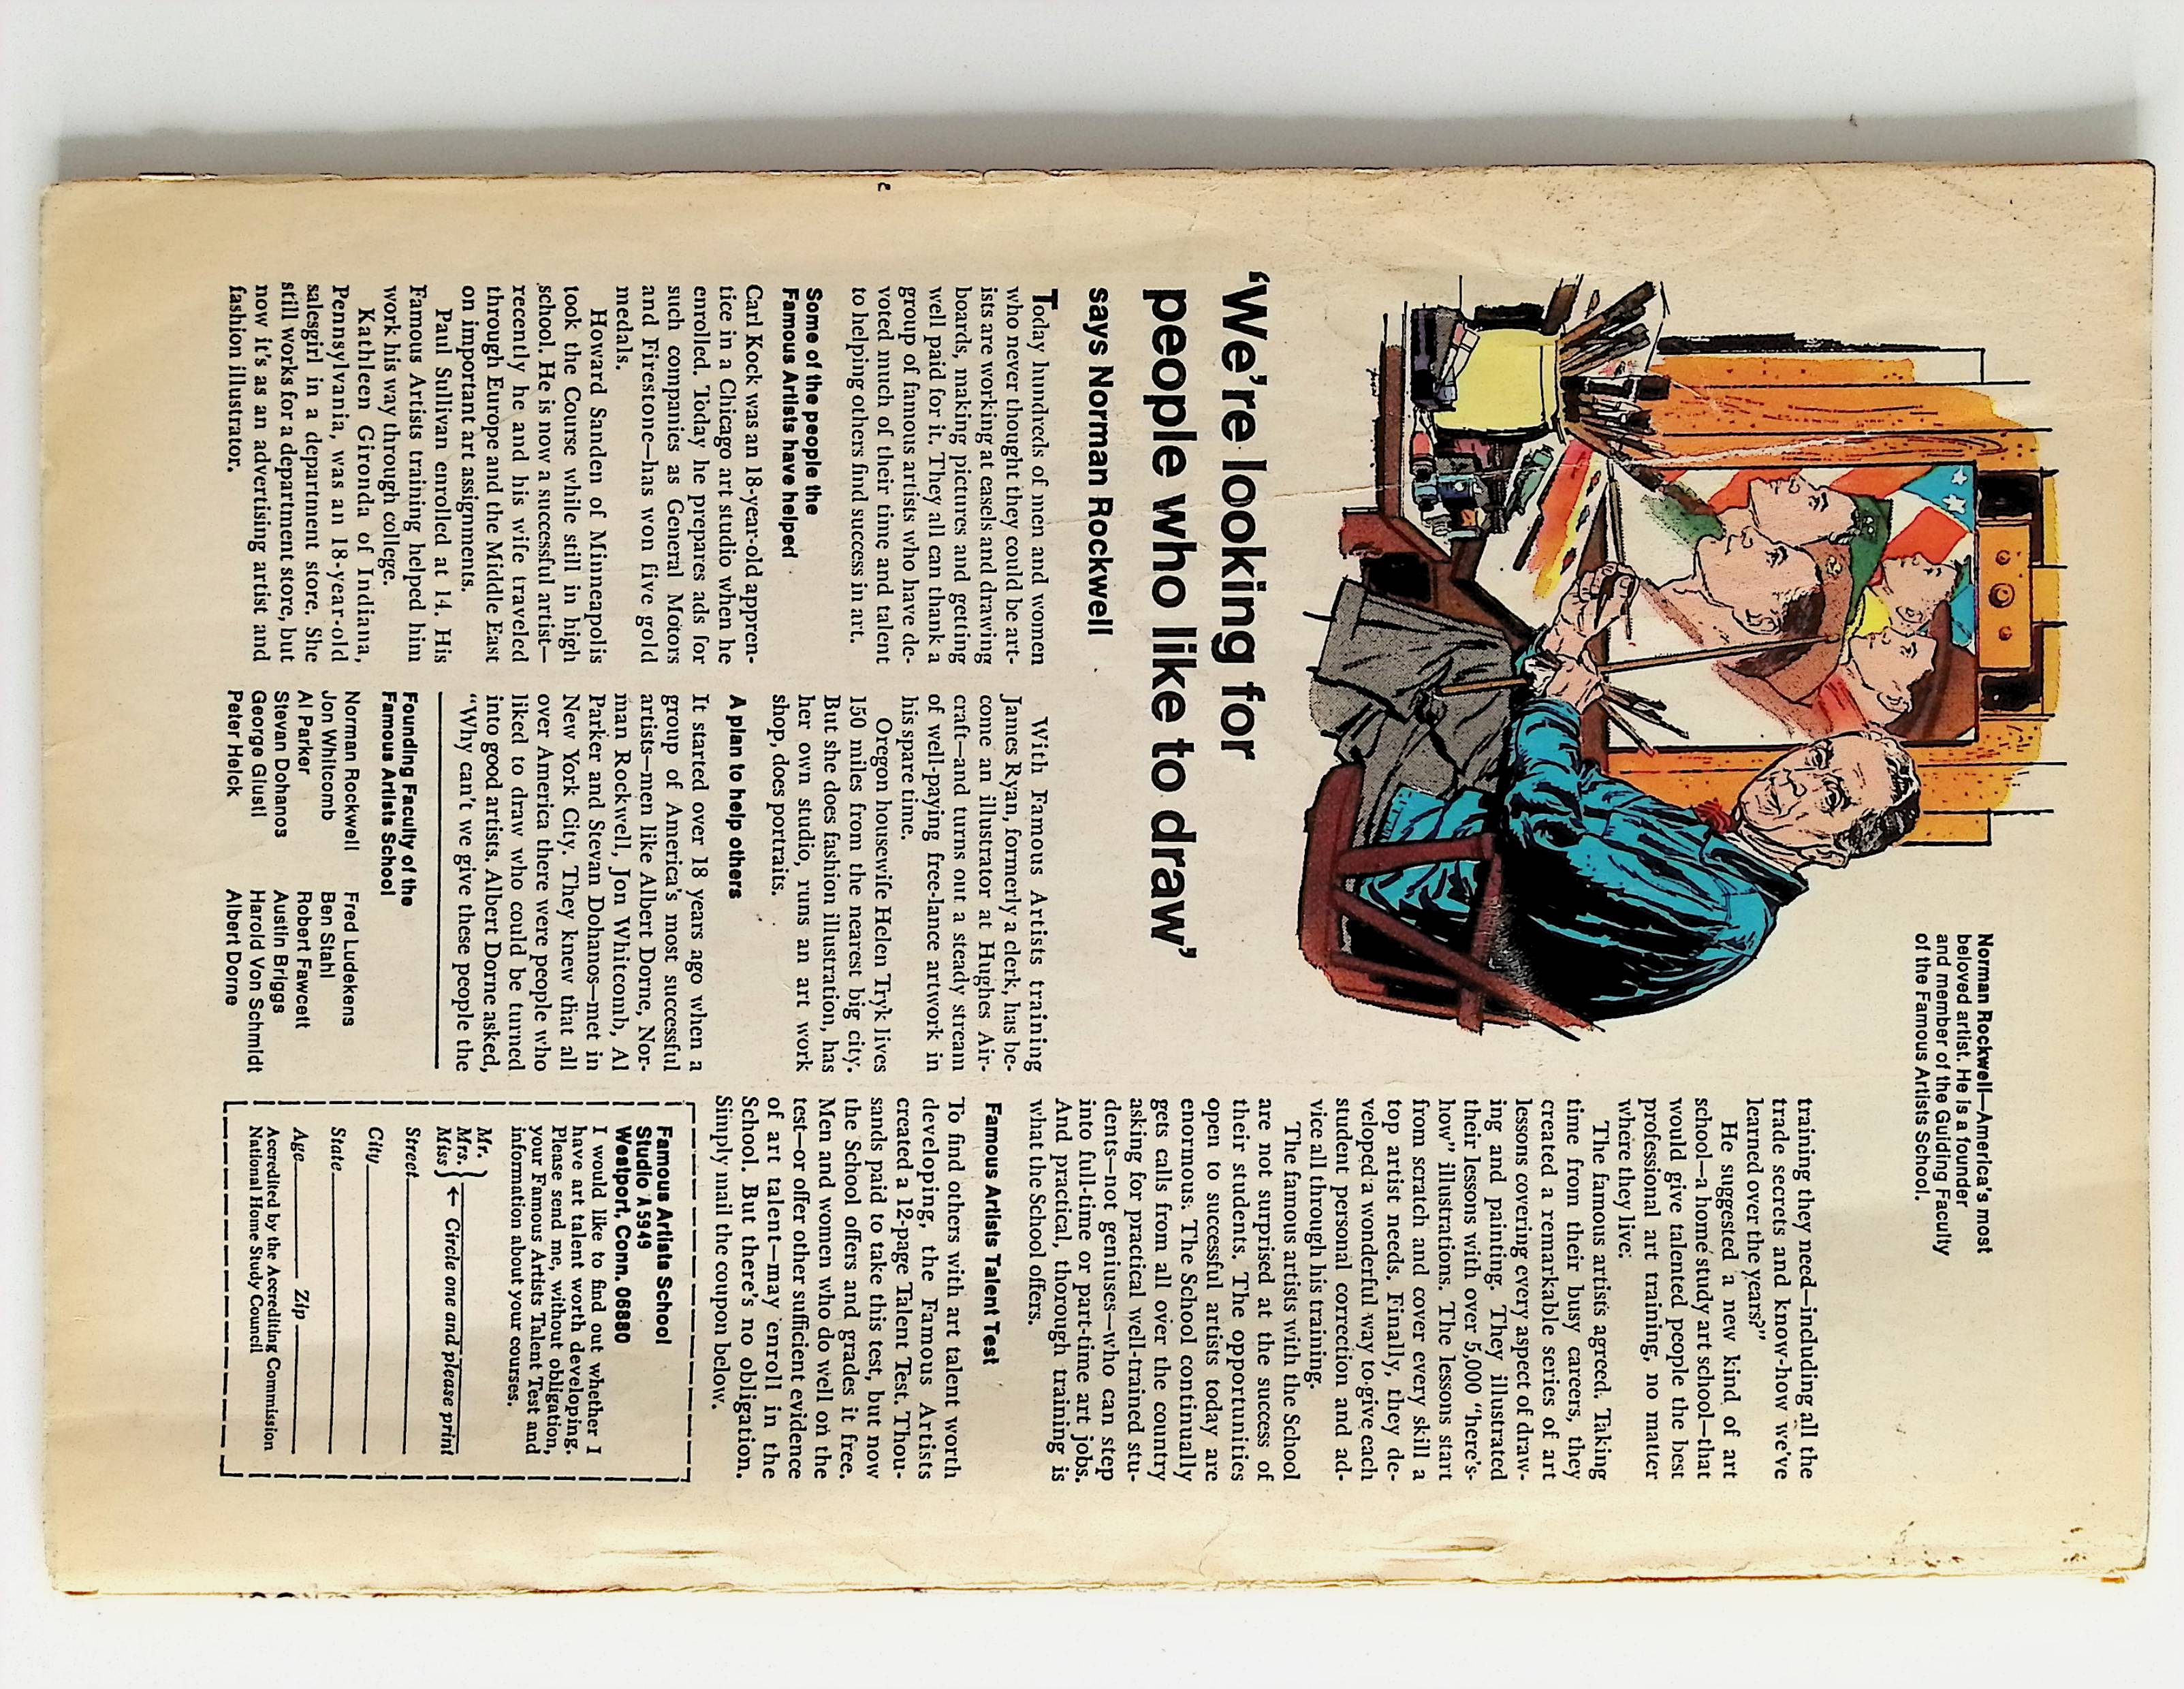 Norman Rockwell—America's most
beloved artist. He is a founder
and member of the Guiding Faculty
of the Famous Artists School.
‘We're looking for
people who like to draw’
says Norman Rockwell
Today hundreds of men and women
who never thought they could be art-
ists are working at easels and drawing
boards, making pictures and getting
well paid for it. They all can thank a
group of famous artists who have de-
voted much of their time and talent
to helping others find success in art.
Some of the people the
Famous Artists have helped
Carl Kock was an 18-year-old appren-
tice in a Chicago art studio when he
enrolled. Today he prepares ads for
such companies as General Motors
and Firestone—has won five gold
medals.
Howard Sanden of Minneapolis
took the Course while still in high
school. He is now a successful artist—
recently he and his wife traveled
through Europe and the Middle East
on important art assignments.
Paul Sullivan enrolled at 14. His
Famous Artists training helped him
work his way through college.
Kathleen Gironda of Indiana,
Pennsylvania, was an 18-year-old
salesgirl in a department store. She
still works for a department store, but
now it's as an advertising artist and
fashion illustrator.
With Famous Artists training
James Ryan, formerly a clerk, has be-
come an illustrator at Hughes Air-
craft—and turns out a steady stream
of well-paying free-lance artwork in
his spare time.
Oregon housewife Helen Tryk lives
150 miles from the nearest big city.
But she does fashion illustration, has
her own studio, runs an art work
shop, does portraits.
A plan to help others
It started over 18 years ago when a
group of America's most successful
artists—men like Albert Dorne, Nor-
man Rockwell, Jon Whitcomb, Al
Parker and Stevan Dohanos—met in
New York City. They knew that all
over America there were people who
liked to draw who could be turned
into good artists. Albert Dorne asked,
“Why can't we give these people the
Founding Faculty of the
Famous Artists School
Norman Rockwell
Jon Whitcomb
Al Parker
Stevan Dohanos
George Giusti
Peter Helck
Fred Ludekens
Ben Stahl
Robert Fawcett
Austin Briggs
Harold Von Schmidt
Albert Dorne
training they need—including all the
trade secrets and know-how we've
learned over the years?”
He suggested a new kind of art
school—a home study art school—that
would give talented people the best
professional art training, no matter
where they live.
The famous artists agreed. Taking
time from their busy careers, they
created a remarkable series of art
lessons covering every aspect of draw-
ing and painting. They illustrated
their lessons with over 5,000 “here's-
how” illustrations. The lessons start
from scratch and cover every skill a
top artist needs. Finally, they de-
veloped a wonderful way to give each
student personal correction and ad-
vice all through his training.
The famous artists with the School
are not surprised at the success of
their students. The opportunities
open to successful artists today are
enormous. The School continually
gets calls from all over the country
asking for practical well-trained stu-
dents—not geniuses—who can step
into full-time or part-time art jobs.
And practical, thorough training is
what the School offers.
Famous Artists Talent Test
To find others with art talent worth
developing, the Famous Artists
created a 12-page Talent Test. Thou-
sands paid to take this test, but now
the School offers and grades it free.
Men and women who do well on the
test—or offer other sufficient evidence
of art talent—may enroll in the
School. But there's no obligation.
Simply mail the coupon below.
Famous Artists School
Studio A5949
Westport, Conn. 06880
I would like to find out whether I
have art talent worth developing.
Please send me, without obligation,
your Famous Artists Talent Test and
information about your courses.
Mr.
Mrs.
Miss
← Circle one and please print
Street
City
State
Age Zip
Accredited by the Accrediting Commission
National Home Study Council